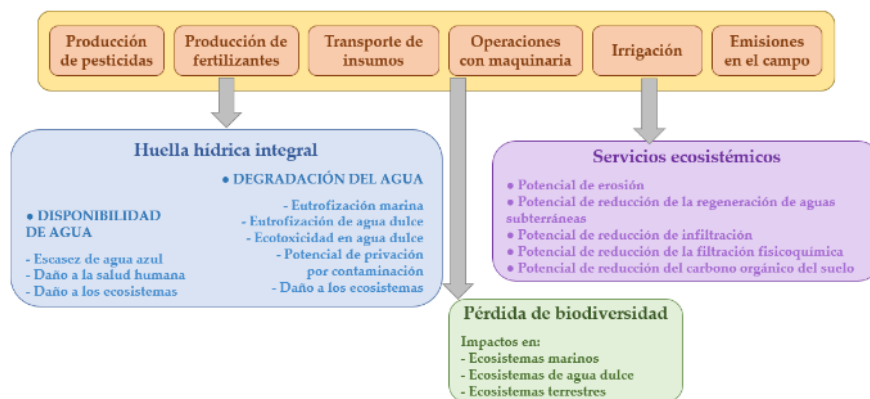 Producción
de pesticidas
Producción de
fertilizantes
Transporte de
insumos
Operaciones
con maquinaria
Irrigación
Emisiones
en el campo
Huella hídrica integral
● DISPONIBILIDAD
DE AGUA
- Escasez de agua azul
- Daño a la salud humana
- Daño a los ecosistemas
● DEGRADACIÓN DEL AGUA
- Eutrofización marina
- Eutrofización de agua dulce
- Ecotoxicidad en agua dulce
- Potencial de privación
por contaminación
- Daño a los ecosistemas
Servicios ecosistémicos
● Potencial de erosión
● Potencial de reducción de la regeneración de aguas
subterráneas
● Potencial de reducción de infiltración
● Potencial de reducción de la filtración fisicoquímica
● Potencial de reducción del carbono orgánico del suelo
Pérdida de biodiversidad
Impactos en:
- Ecosistemas marinos
- Ecosistemas de agua dulce
- Ecosistemas terrestres